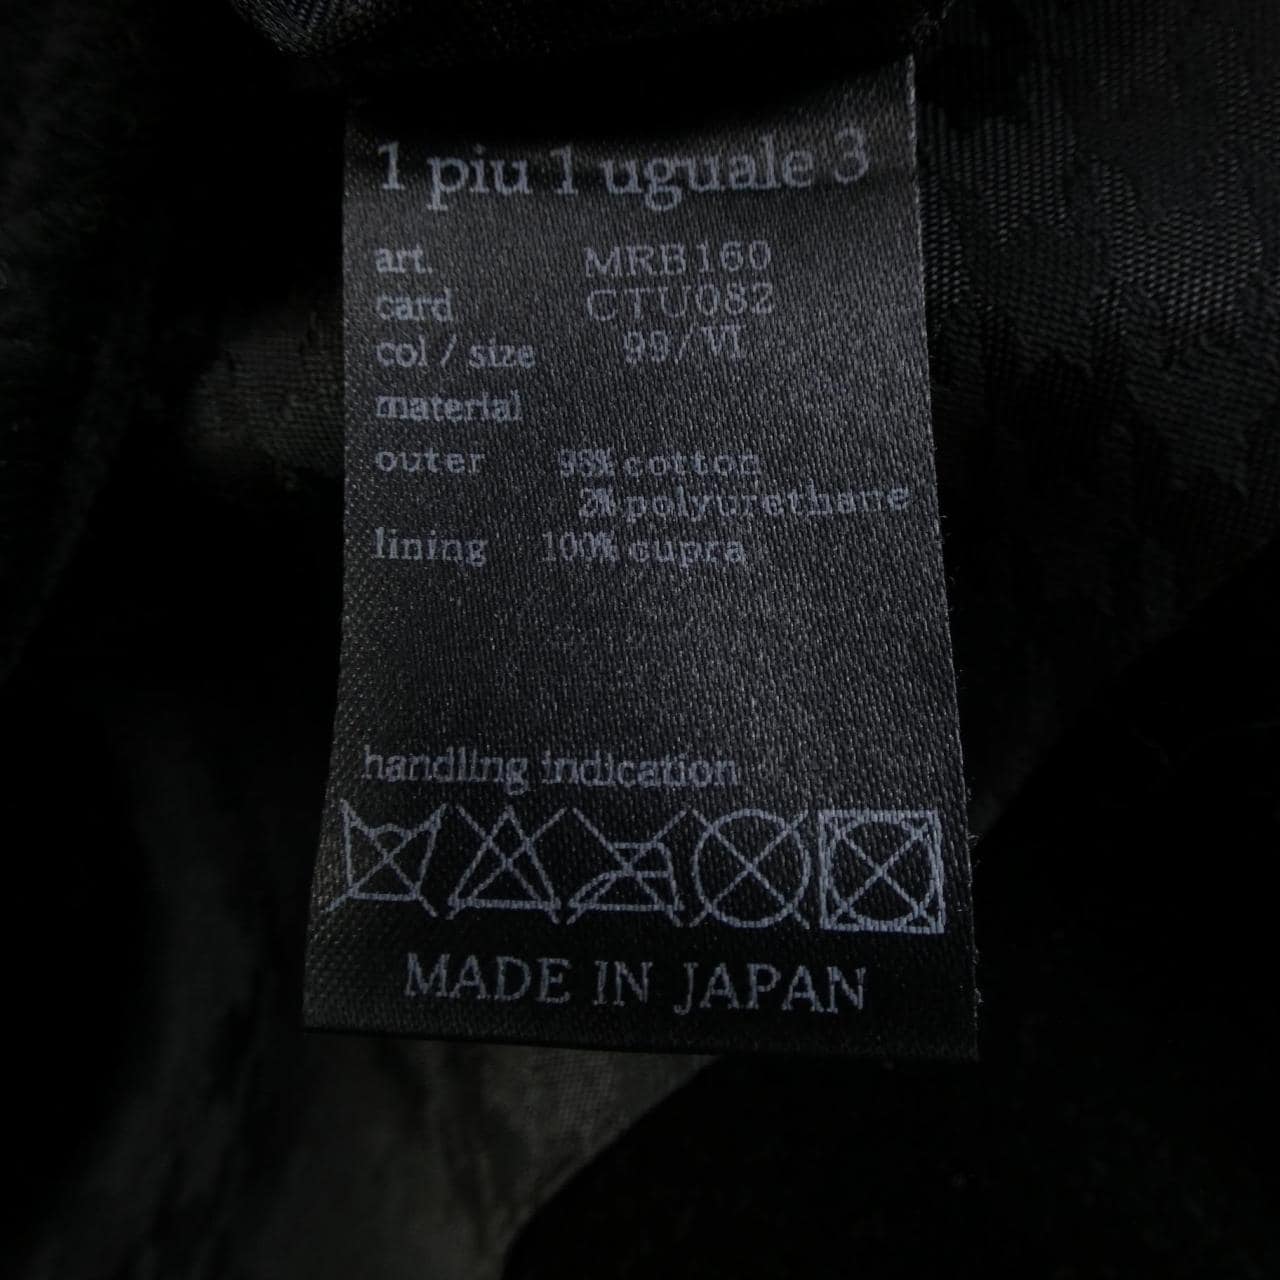 1 piu 1 uguale 3
art. MRB160
card CTU082
col / size 99/VI
material
outer 98% cotton
2% polyurethane
lining 100% cupra
handling indication
MADE IN JAPAN